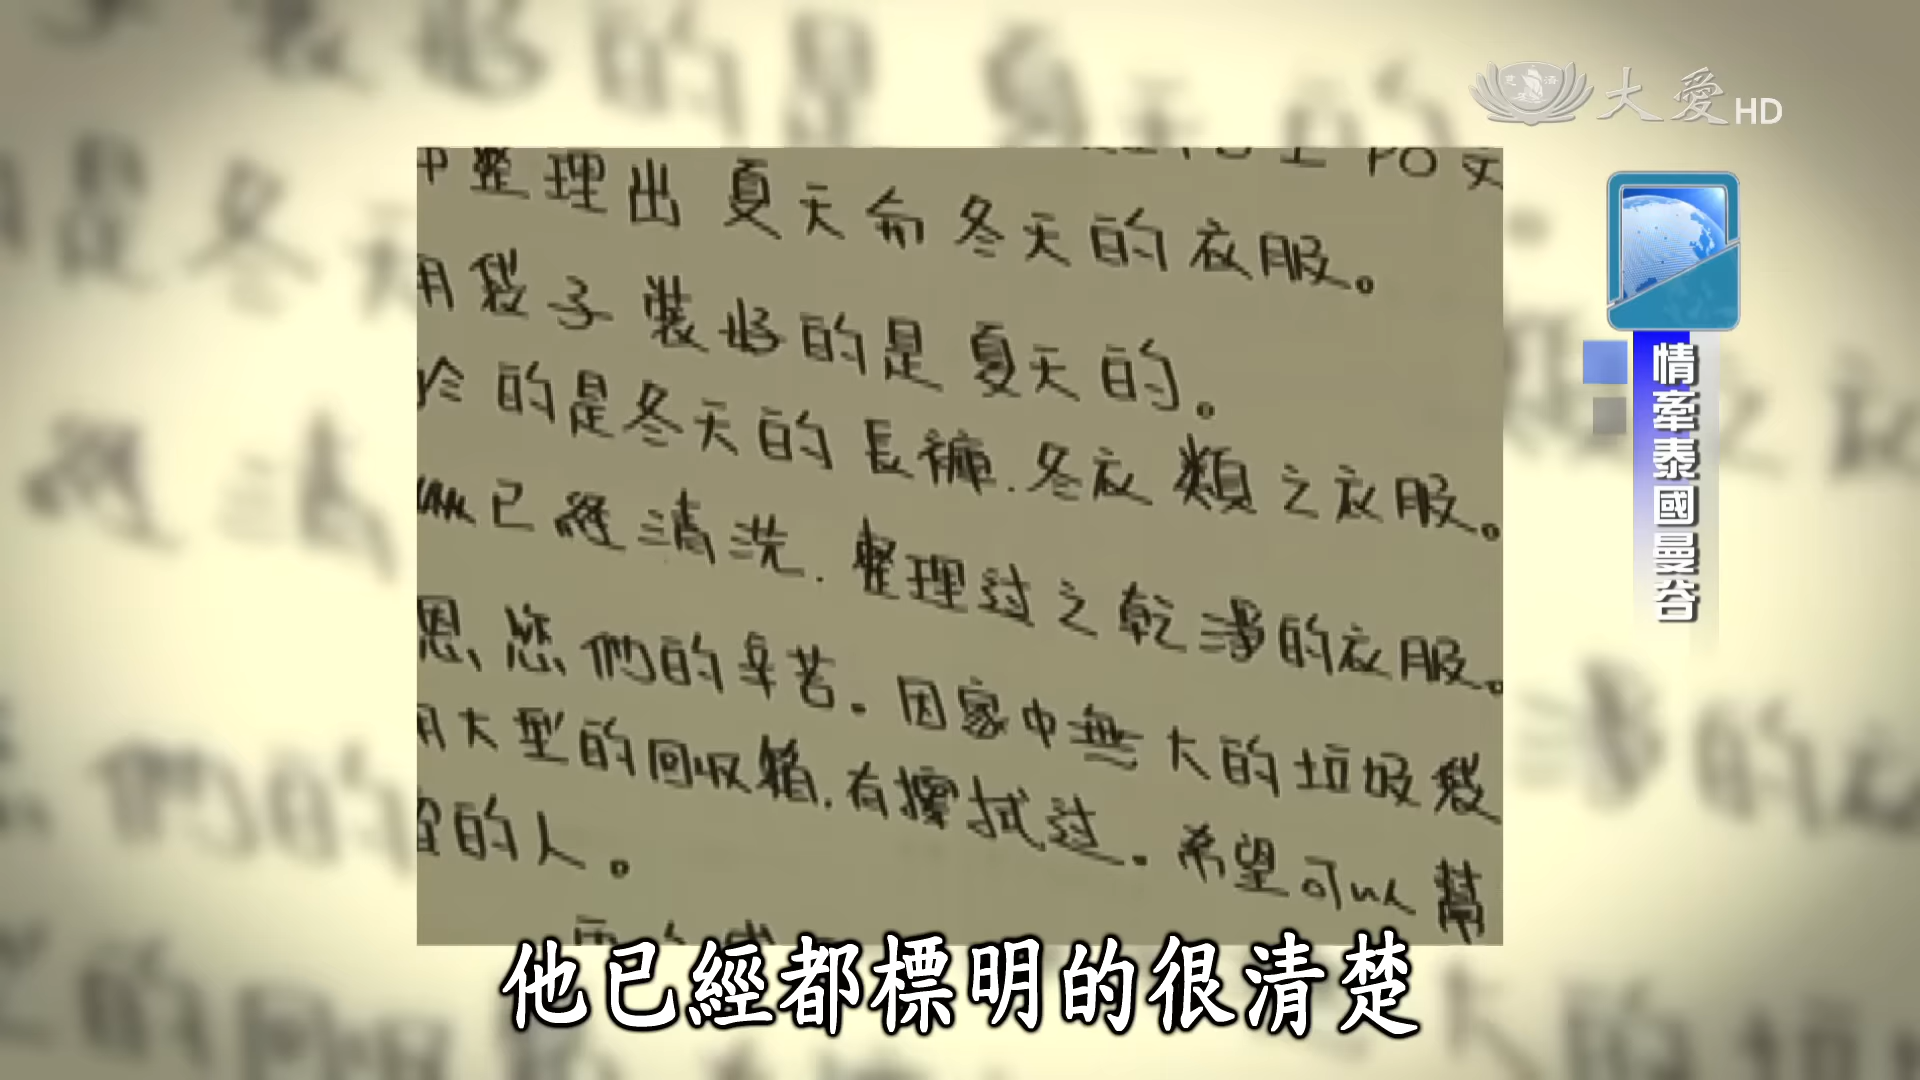 大愛HD
情牽泰國曼谷
整理出夏天和冬天的衣服。
用袋子裝好的是夏天的。
的是冬天的長褲.冬衣類之衣服。
已經清洗.整理过之乾淨的衣服。
恩您們的辛苦。因家中無大的垃圾袋
用大型的回收箱.有擦拭过.希望可以幫
的人。
他已經都標明的很清楚